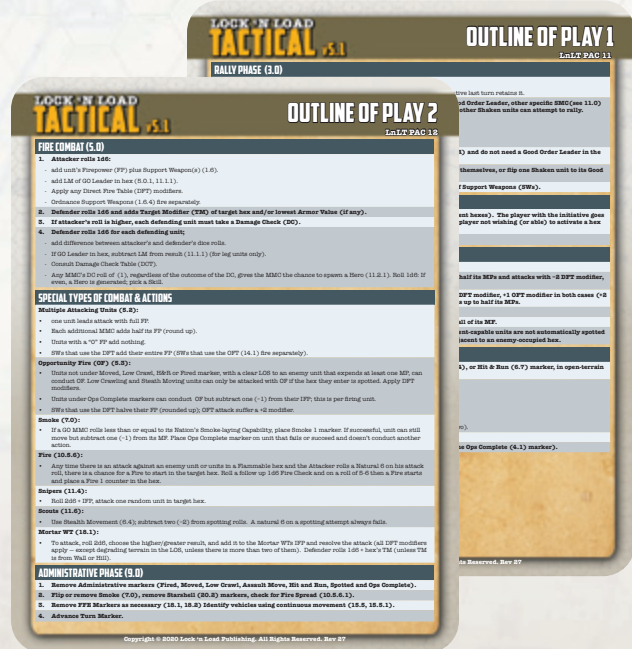 LOCK 'N LOAD
TACTICAL v5.1
OUTLINE OF PLAY 1
LnLT PAC 11
RALLY PHASE (3.0)
tive last turn retains it.
od Order Leader, other specific SMC(see 11.0)
other Shaken units can attempt to rally.
) and do not need a Good Order Leader in the
themselves, or flip one Shaken unit to its Good
f Support Weapons (SWs).
ent hexes). The player with the initiative goes
player not wishing (or able) to activate a hex
half its MPs and attacks with -2 DFT modifier,
DFT modifier, +1 OFT modifier in both cases (+2
s up to half its MPs.
all of its MF.
ent-capable units are not automatically spotted
jacent to an enemy-occupied hex.
), or Hit & Run (6.7) marker, in open-terrain
e Ops Complete (4.1) marker).
ts Reserved. Rev 27
LOCK 'N LOAD
TACTICAL v5.1
OUTLINE OF PLAY 2
LnLT PAC 12
FIRE COMBAT (5.0)
1. Attacker rolls 1d6:
- add unit's Firepower (FP) plus Support Weapon(s) (1.6).
- add LM of GO Leader in hex (5.0.1, 11.1.1).
- Apply any Direct Fire Table (DFT) modifiers.
- Ordnance Support Weapons (1.6.4) fire separately.
2. Defender rolls 1d6 and adds Target Modifier (TM) of target hex and/or lowest Armor Value (if any).
3. If attacker's roll is higher, each defending unit must take a Damage Check (DC).
4. Defender rolls 1d6 for each defending unit;
- add difference between attacker's and defender's dice rolls.
- If GO Leader in hex, subtract LM from result (11.1.1) (for leg units only).
- Consult Damage Check Table (DCT).
- Any MMC's DC roll of (1), regardless of the outcome of the DC, gives the MMC the chance to spawn a Hero (11.2.1). Roll 1d6: If
even, a Hero is generated; pick a Skill.
SPECIAL TYPES OF COMBAT & ACTIONS
Multiple Attacking Units (5.2):
• one unit leads attack with full FP.
• Each additional MMC adds half its FP (round up).
• Units with a "0" FP add nothing.
• SWs that use the DFT add their entire FP (SWs that use the OFT (14.1) fire separately).
Opportunity Fire (OF) (5.3):
• Units not under Moved, Low Crawl, H&R or Fired marker, with a clear LOS to an enemy unit that expends at least one MF, can
conduct OF. Low Crawling and Stealth Moving units can only be attacked with OF if the hex they enter is spotted. Apply DFT
modifiers.
• Units under Ops Complete markers can conduct OF but subtract one (-1) from their IFP; this is per firing unit.
• SWs that use the DFT halve their FP (rounded up); OFT attack suffer a +2 modifier.
Smoke (7.0):
• If a GO MMC rolls less than or equal to its Nation's Smoke-laying Capability, place Smoke 1 marker. If successful, unit can still
move but subtract one (-1) from its MF. Place Ops Complete marker on unit that fails or succeed and doesn't conduct another
action.
Fire (10.5.6):
• Any time there is an attack against an enemy unit or units in a Flammable hex and the Attacker rolls a Natural 6 on his attack
roll, there is a chance for a Fire to start in the target hex. Roll a follow up 1d6 Fire Check and on a roll of 5-6 then a Fire starts
and place a Fire 1 counter in the hex.
Snipers (11.4):
• Roll 2d6 + IFP, attack one random unit in target hex.
Scouts (11.6):
• Use Stealth Movement (6.4); subtract two (-2) from spotting rolls. A natural 6 on a spotting attempt always fails.
Mortar WT (18.1):
• To attack, roll 2d6, choose the higher/greater result, and add it to the Mortar WTs IFP and resolve the attack (all DFT modifiers
apply — except degrading terrain in the LOS, unless there is more than two of them). Defender rolls 1d6 + hex's TM (unless TM
is from Wall or Hill).
ADMINISTRATIVE PHASE (9.0)
1. Remove Administrative markers (Fired, Moved, Low Crawl, Assault Move, Hit and Run, Spotted and Ops Complete).
2. Flip or remove Smoke (7.0), remove Starshell (20.2) markers, check for Fire Spread (10.5.6.1).
3. Remove FFE Markers as necessary (18.1, 18.2) Identify vehicles using continuous movement (15.5, 15.5.1).
4. Advance Turn Marker.
Copyright © 2020 Lock 'n Load Publishing. All Rights Reserved. Rev 27